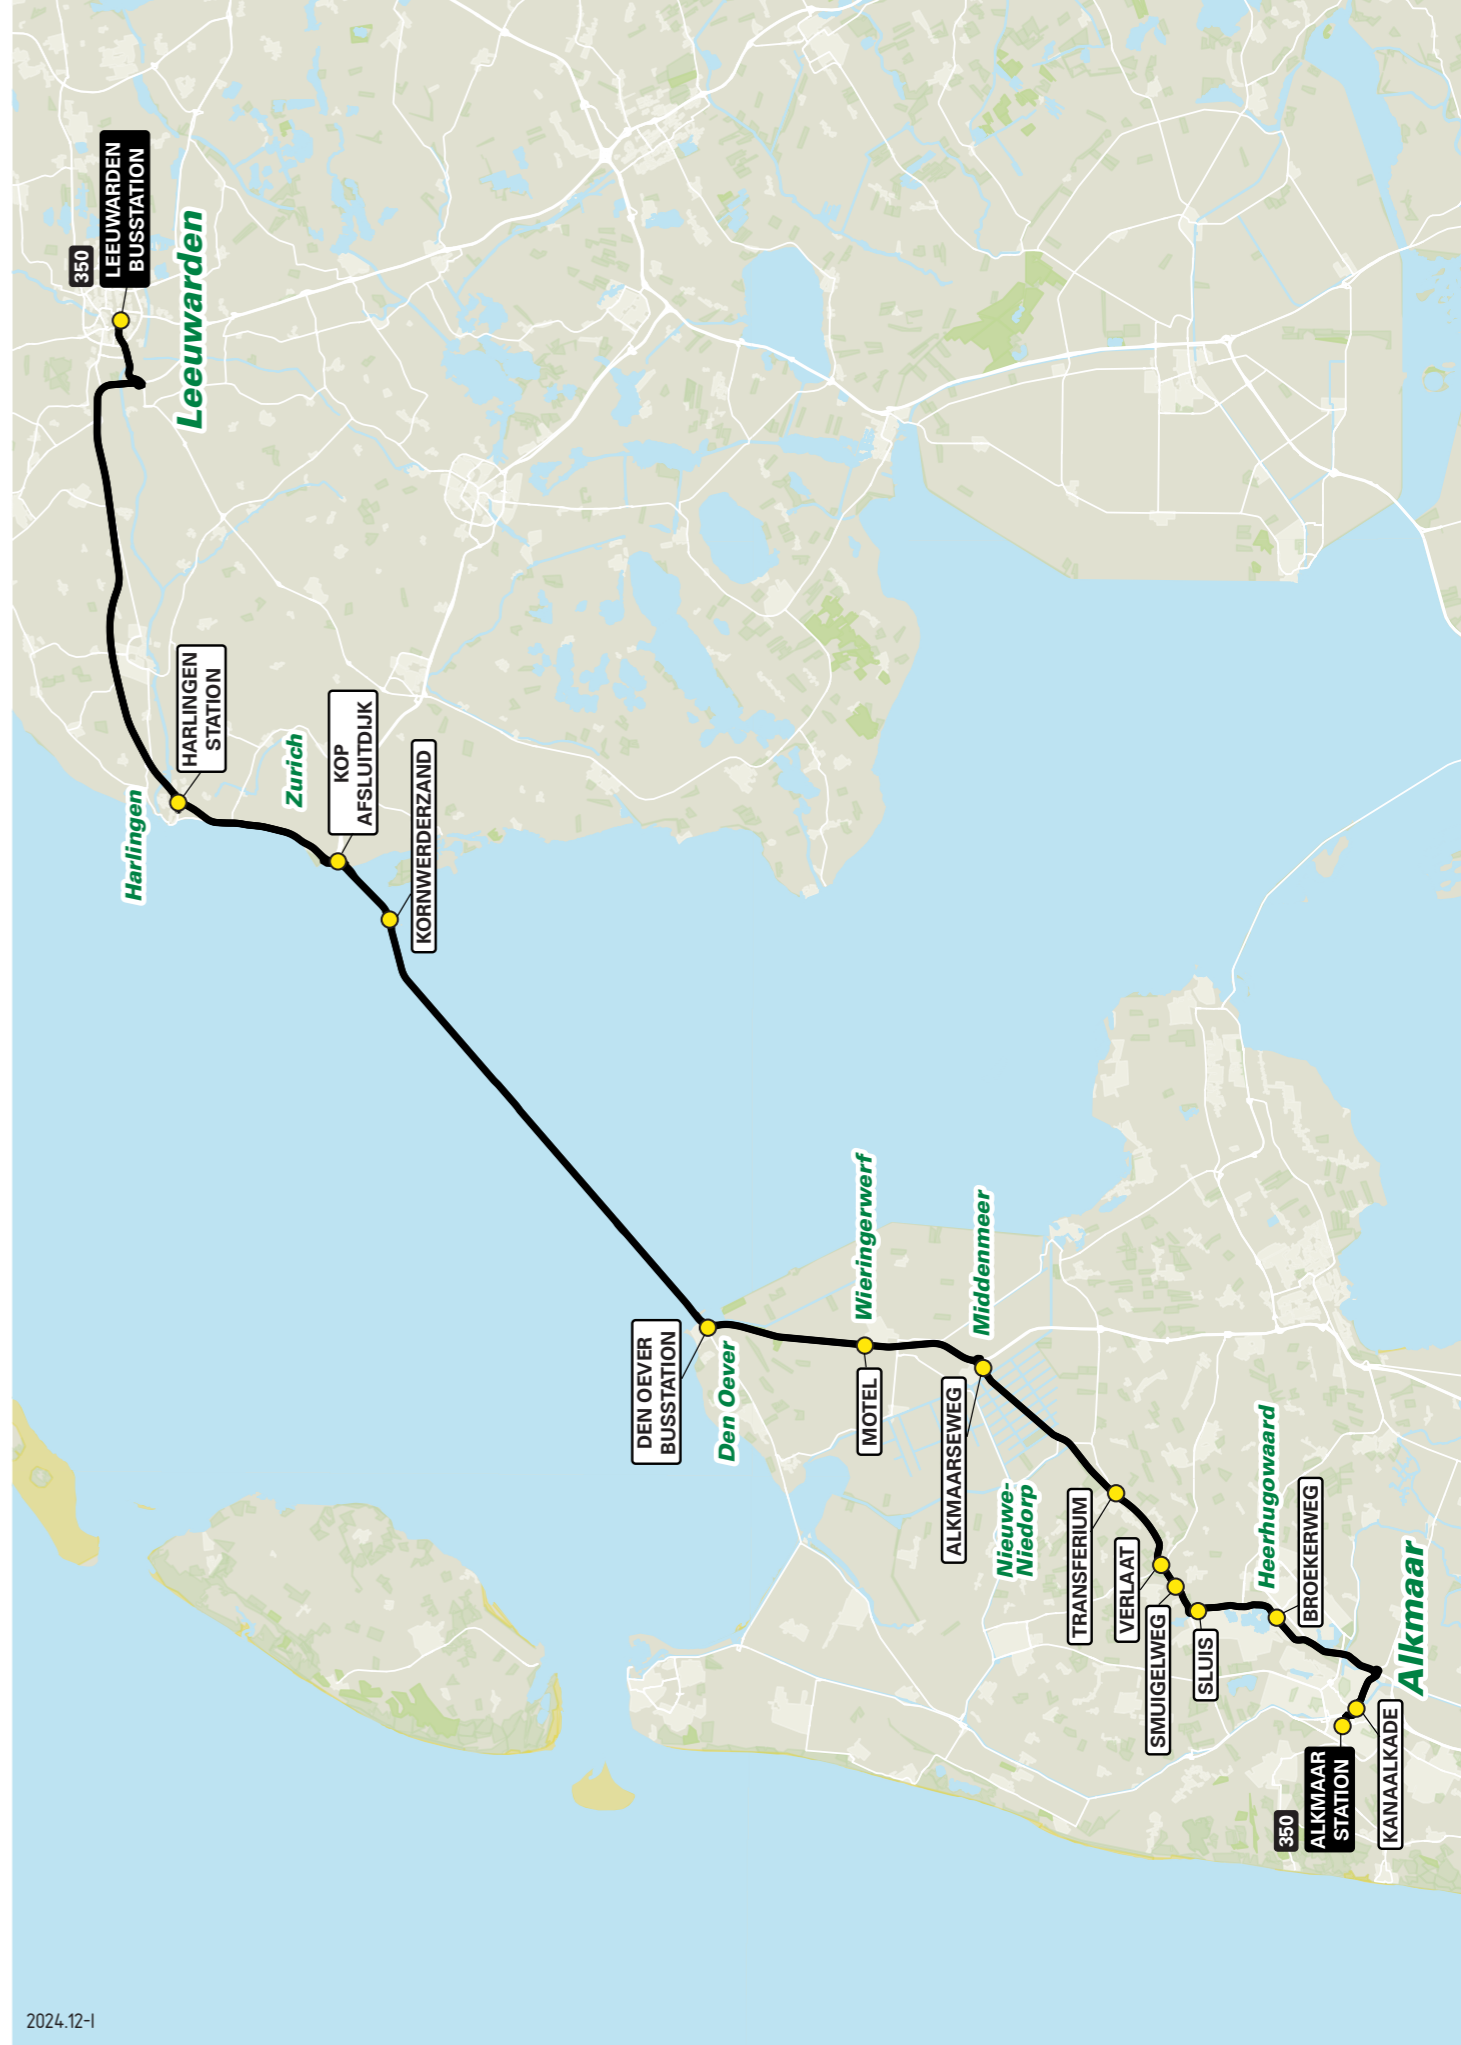 350
LEEUWARDEN
BUSSTATION
Leeuwarden
HARLINGEN
STATION
Harlingen
Zurich
KOP
AFSLUITDIJK
KORNWERDERZAND
DEN OEVER
BUSSTATION
Den Oever
Wieringerwerf
MOTEL
Middenmeer
ALKMAARSEWEG
Nieuwe-
Niedorp
TRANSFERIUM
VERLAAT
SMUIGELWEG
SLUIS
Heerhugowaard
BROEKERWEG
Alkmaar
350
ALKMAAR
STATION
KANAALKADE
2024.12-I